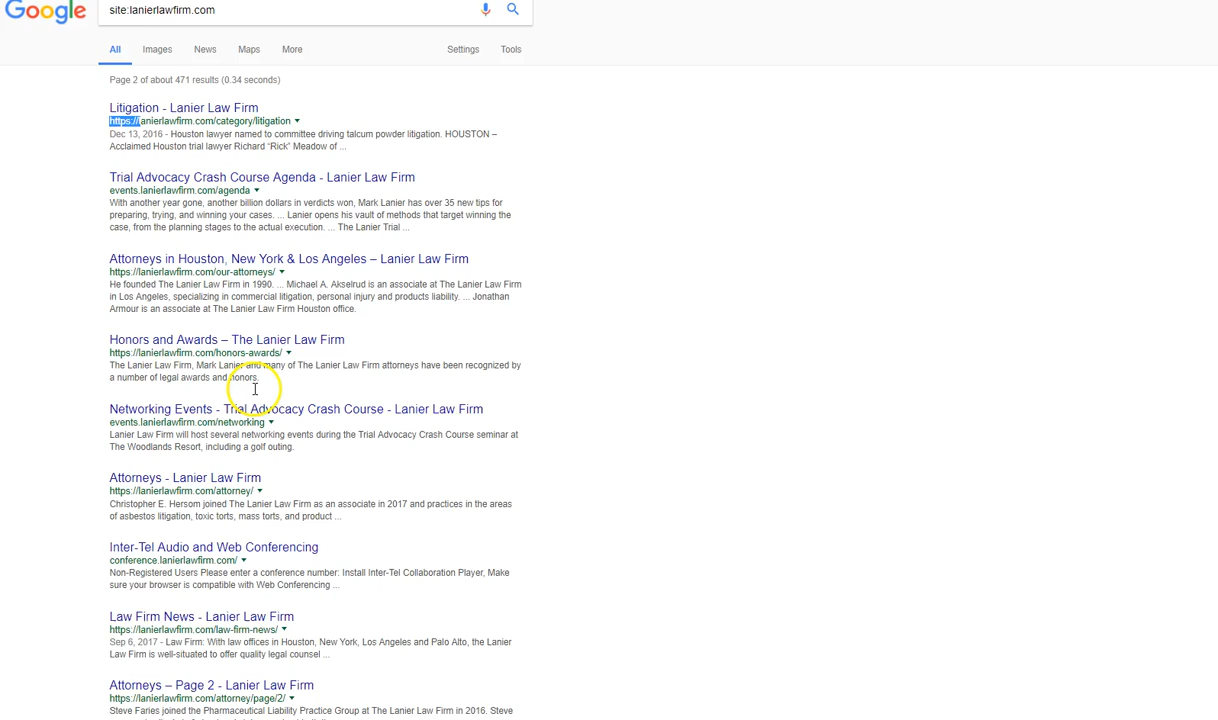 Google
site:lanierlawfirm.com
All Images News Maps More Settings Tools
Page 2 of about 471 results (0.34 seconds)
Litigation - Lanier Law Firm
https://lanierlawfirm.com/category/litigation
Dec 13, 2016 - Houston lawyer named to committee driving talcum powder litigation. HOUSTON –
Acclaimed Houston trial lawyer Richard “Rick” Meadow of ...
Trial Advocacy Crash Course Agenda - Lanier Law Firm
events.lanierlawfirm.com/agenda
With another year gone, another billion dollars in verdicts won, Mark Lanier has over 35 new tips for
preparing, trying, and winning your cases. ... Lanier opens his vault of methods that target winning the
case, from the planning stages to the actual execution. ... The Lanier Trial ...
Attorneys in Houston, New York & Los Angeles – Lanier Law Firm
https://lanierlawfirm.com/our-attorneys/
He founded The Lanier Law Firm in 1990. ... Michael A. Akselrud is an associate at The Lanier Law Firm
in Los Angeles, specializing in commercial litigation, personal injury and products liability. ... Jonathan
Armour is an associate at The Lanier Law Firm Houston office.
Honors and Awards – The Lanier Law Firm
https://lanierlawfirm.com/honors-awards/
The Lanier Law Firm, Mark Lanier and many of The Lanier Law Firm attorneys have been recognized by
a number of legal awards and honors.
Networking Events - Trial Advocacy Crash Course - Lanier Law Firm
events.lanierlawfirm.com/networking
Lanier Law Firm will host several networking events during the Trial Advocacy Crash Course seminar at
The Woodlands Resort, including a golf outing.
Attorneys - Lanier Law Firm
https://lanierlawfirm.com/attorney/
Christopher E. Hersom joined The Lanier Law Firm as an associate in 2017 and practices in the areas
of asbestos litigation, toxic torts, mass torts, and product ...
Inter-Tel Audio and Web Conferencing
conference.lanierlawfirm.com/
Non-Registered Users Please enter a conference number: Install Inter-Tel Collaboration Player, Make
sure your browser is compatible with Web Conferencing ...
Law Firm News - Lanier Law Firm
https://lanierlawfirm.com/law-firm-news/
Sep 6, 2017 - Law Firm: With law offices in Houston, New York, Los Angeles and Palo Alto, the Lanier
Law Firm is well-situated to offer quality legal counsel ...
Attorneys – Page 2 - Lanier Law Firm
https://lanierlawfirm.com/attorney/page/2/
Steve Faries joined the Pharmaceutical Liability Practice Group at The Lanier Law Firm in 2016. Steve